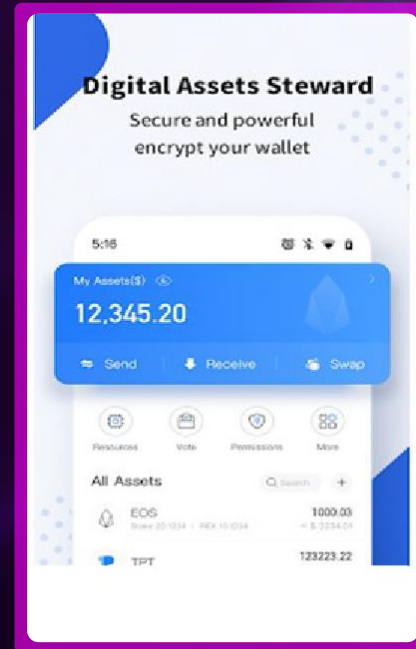 Digital Assets Steward
Secure and powerful
encrypt your wallet
5:16
My Assets($)
12,345.20
Send
Receive
Swap
Resources
Vote
Permissions
More
All Assets
Search
+
EOS
1000.03
TPT
123223.22